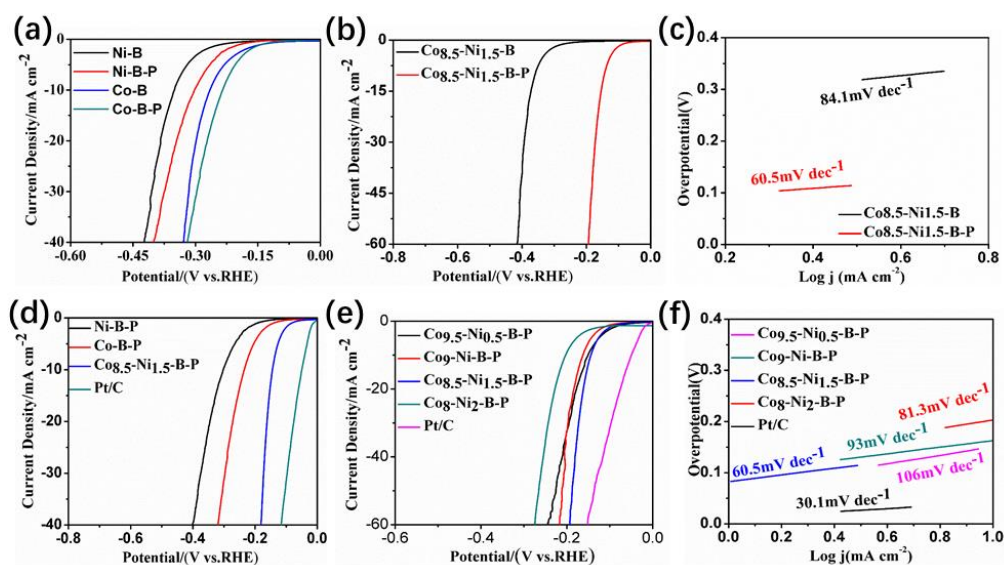 (a)
Ni-B
Ni-B-P
Co-B
Co-B-P
Current Density/mA cm-2
0
-10
-20
-30
-40
-0.60 -0.45 -0.30 -0.15 0.00
Potential/(V vs.RHE)
(b)
Co8.5-Ni1.5-B
Co8.5-Ni1.5-B-P
Current Density/mA cm-2
0
-15
-30
-45
-60
-0.8 -0.6 -0.4 -0.2 0.0
Potential/(V vs.RHE)
(c)
84.1mV dec-1
60.5mV dec-1
Co8.5-Ni1.5-B
Co8.5-Ni1.5-B-P
Overpotential(V)
0.4
0.3
0.2
0.1
0.0
0.2 0.4 0.6 0.8
Log j (mA cm-2)
(d)
Ni-B-P
Co-B-P
Co8.5-Ni1.5-B-P
Pt/C
Current Density/mA cm-2
0
-10
-20
-30
-40
-0.8 -0.6 -0.4 -0.2 0.0
Potential/(V vs.RHE)
(e)
Co9.5-Ni0.5-B-P
Co9-Ni-B-P
Co8.5-Ni1.5-B-P
Co8-Ni2-B-P
Pt/C
Current Density/mA cm-2
0
-20
-40
-60
-0.8 -0.6 -0.4 -0.2 0.0
Potential/(V vs.RHE)
(f)
Co9.5-Ni0.5-B-P
Co9-Ni-B-P
Co8.5-Ni1.5-B-P
Co8-Ni2-B-P
Pt/C
81.3mV dec-1
93mV dec-1
60.5mV dec-1
106mV dec-1
30.1mV dec-1
Overpotential(V)
0.4
0.3
0.2
0.1
0.0
0.0 0.2 0.4 0.6 0.8 1.0
Log j(mA cm-2)